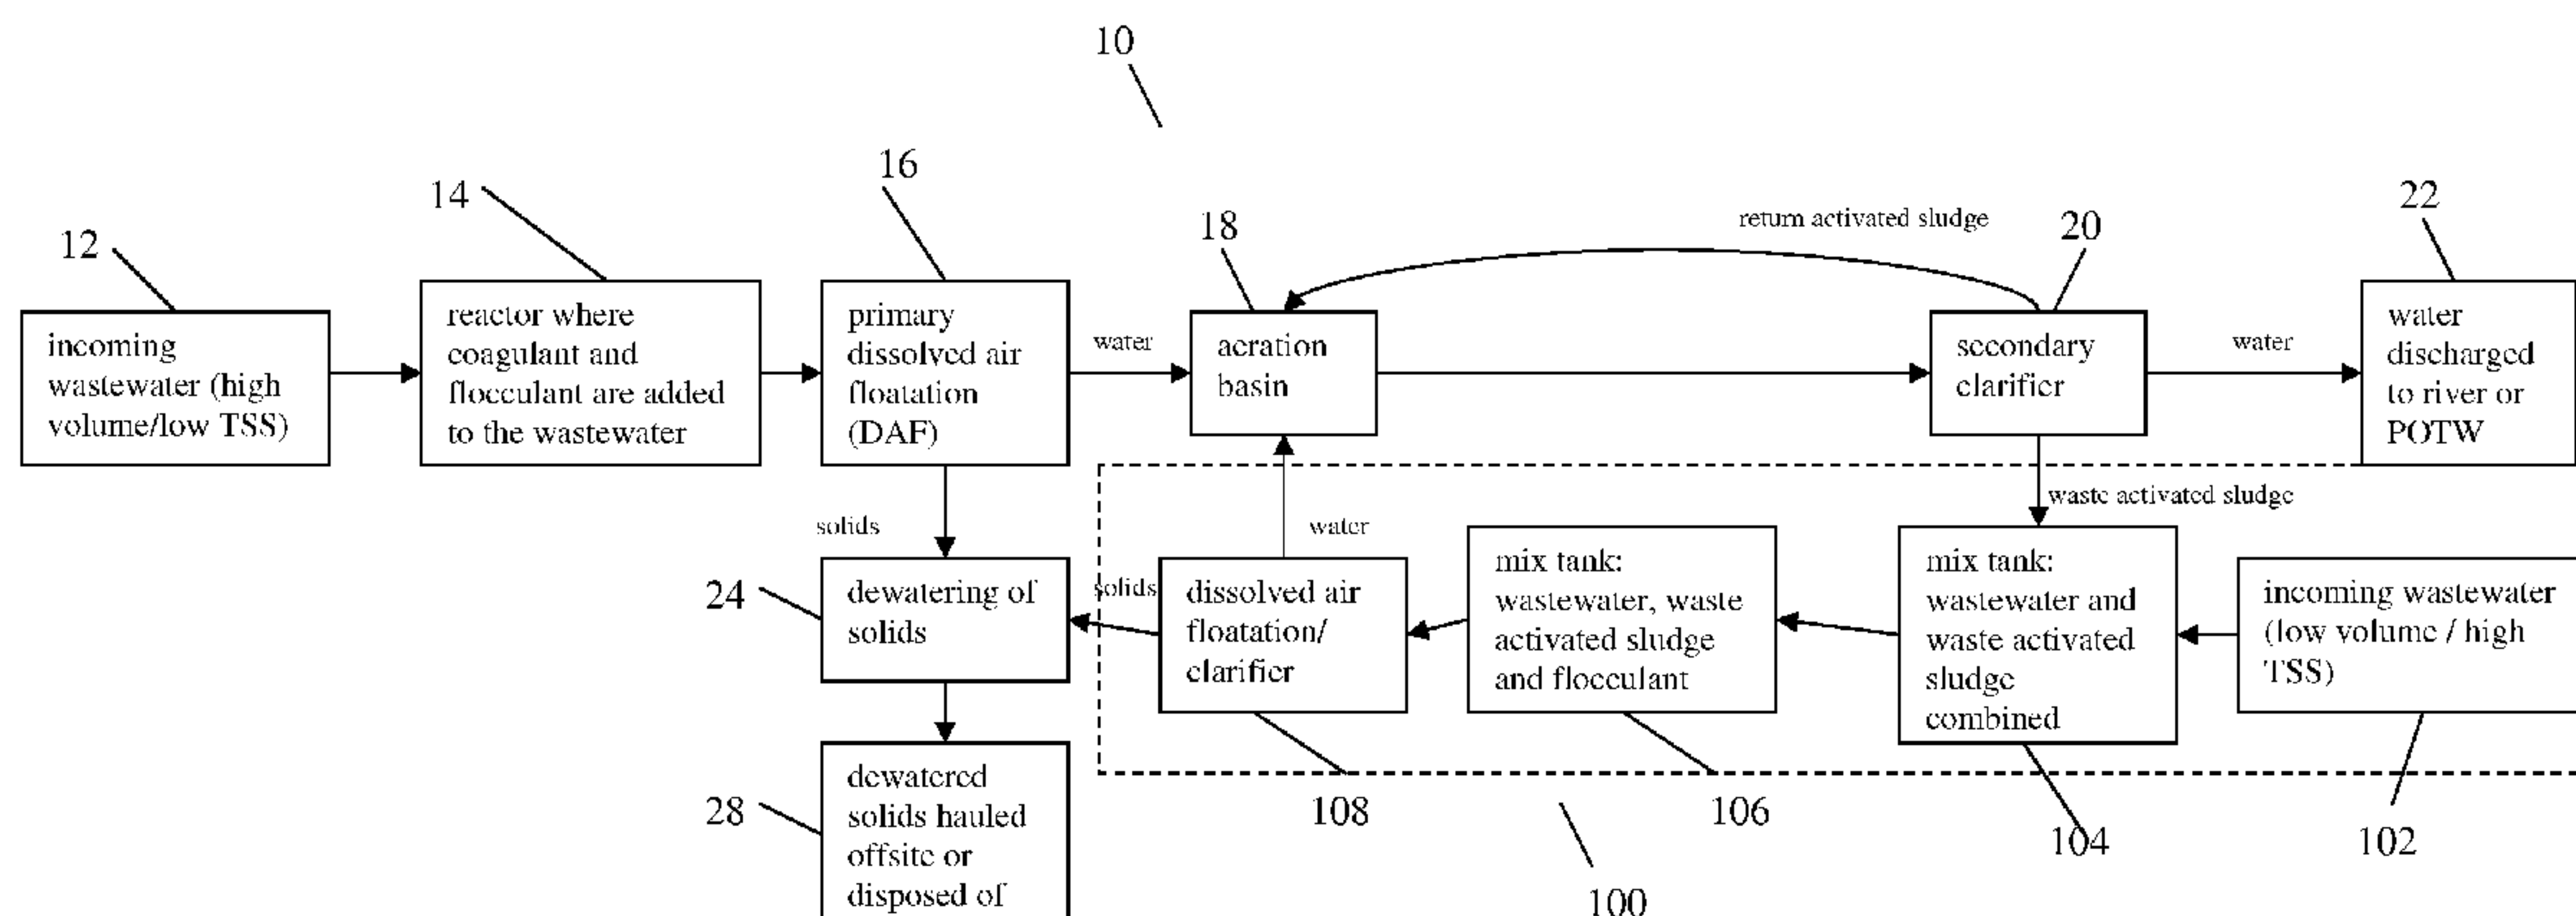 10
16
14
22
12
18
return activated sludge
20
incoming
wastewater (high
volume/low TSS)
reactor where
coagulant and
flocculant are added
to the wastewater
primary
dissolved air
floatation
(DAF)
water
aeration
basin
secondary
clarifier
water
water
discharged
to river or
POTW
solids
water
waste activated sludge
24
dewatering of
solids
solids
dissolved air
floatation/
clarifier
mix tank:
wastewater, waste
activated sludge
and flocculant
mix tank:
wastewater and
waste activated
sludge
combined
incoming wastewater
(low volume / high
TSS)
28
dewatered
solids hauled
offsite or
disposed of
108
106
104
102
100